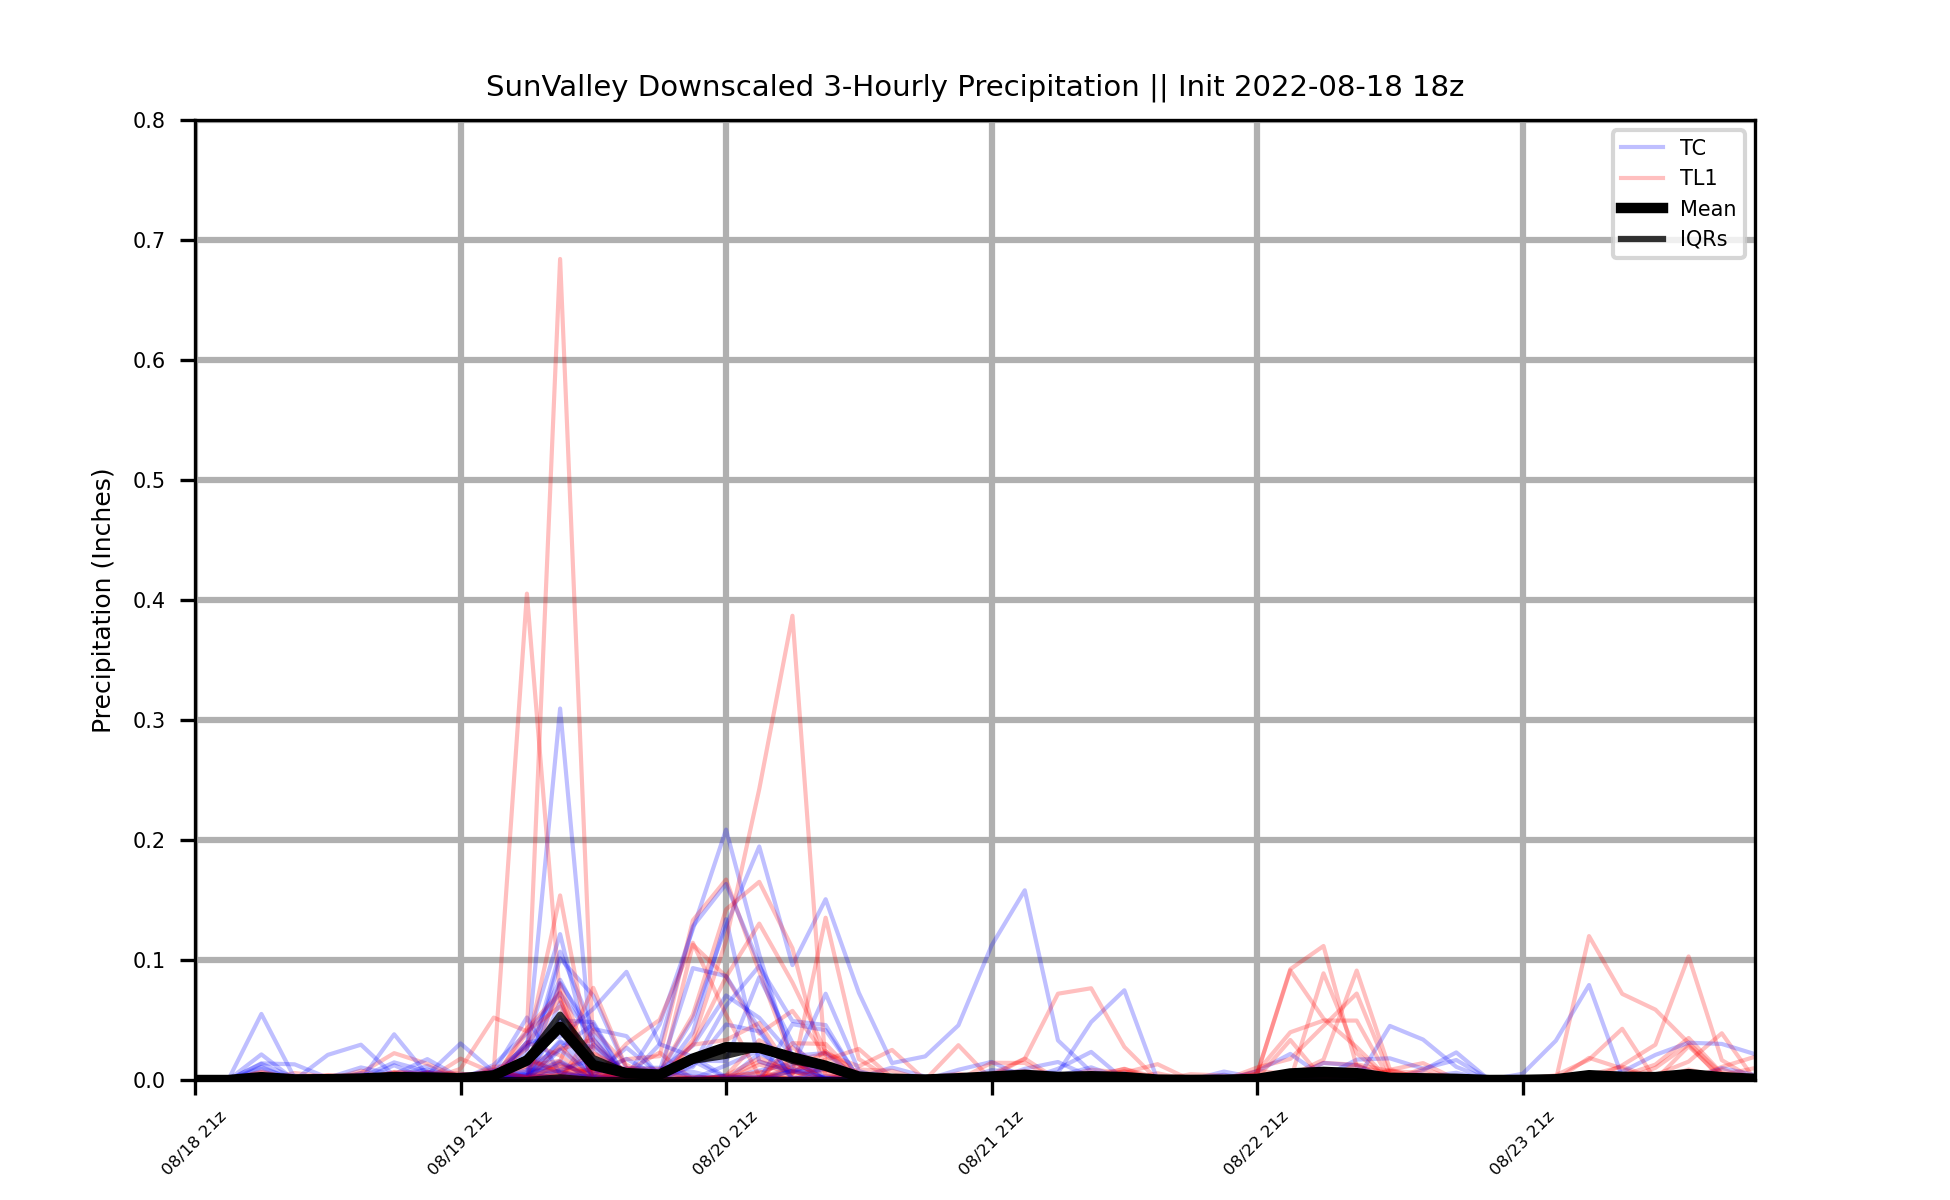 SunValley Downscaled 3-Hourly Precipitation || Init 2022-08-18 18z
Precipitation (Inches)
0.8
0.7
0.6
0.5
0.4
0.3
0.2
0.1
0.0
TC
TL1
Mean
IQRs
08/18 21z
08/19 21z
08/20 21z
08/21 21z
08/22 21z
08/23 21z